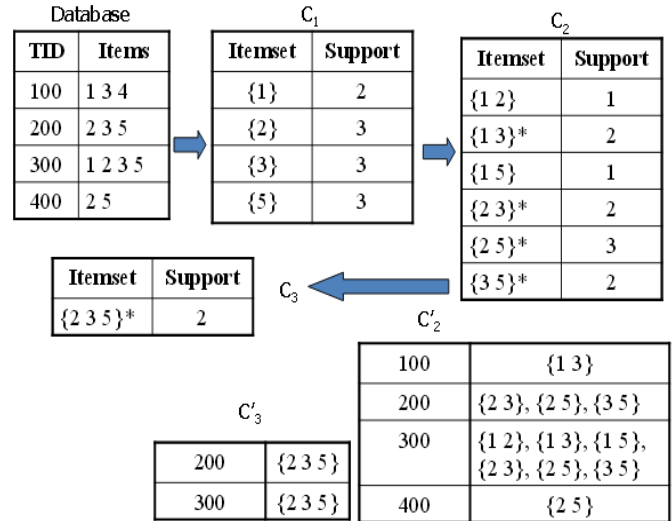 Database
TID Items
100 1 3 4
200 2 3 5
300 1 2 3 5
400 2 5
C1
Itemset Support
{1} 2
{2} 3
{3} 3
{5} 3
C2
Itemset Support
{1 2} 1
{1 3}* 2
{1 5} 1
{2 3}* 2
{2 5}* 3
{3 5}* 2
C3
Itemset Support
{2 3 5}* 2
C′2
100 {1 3}
200 {2 3}, {2 5}, {3 5}
300 {1 2}, {1 3}, {1 5},
{2 3}, {2 5}, {3 5}
400 {2 5}
C′3
200 {2 3 5}
300 {2 3 5}